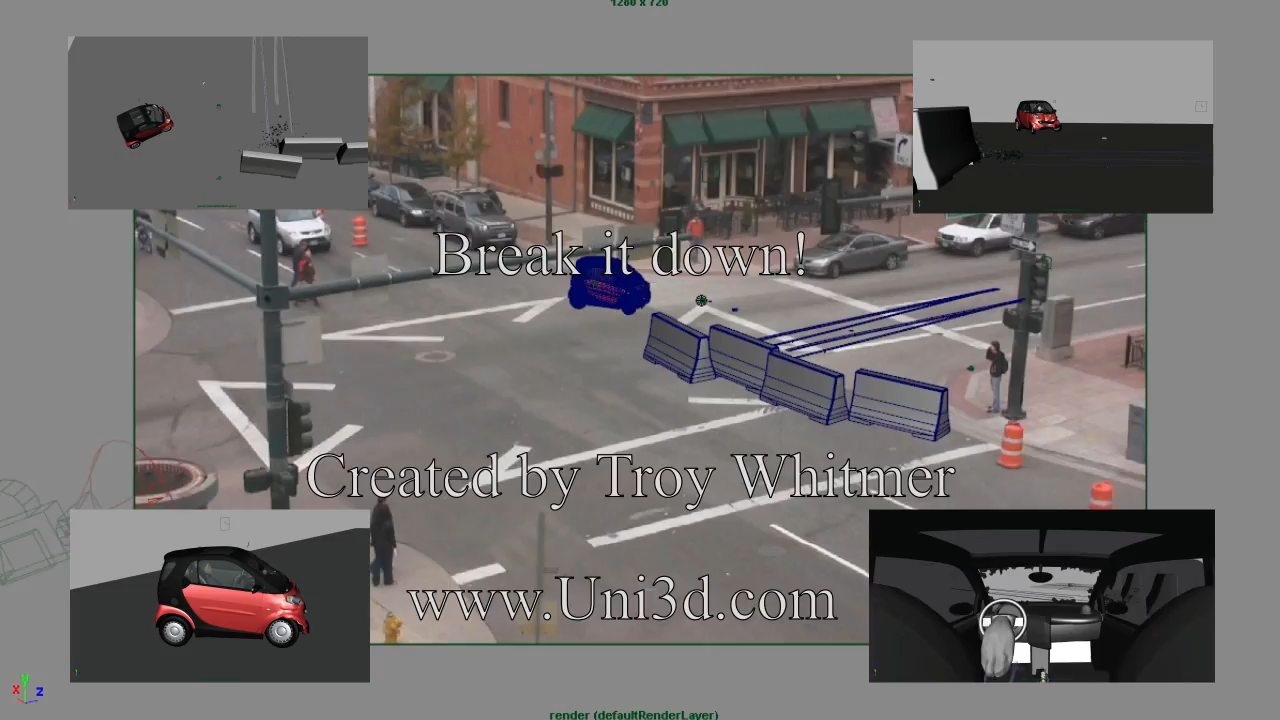 1280 x 720
Break it down!
Created by Troy Whitmer
www.Uni3d.com
y
x z
render (defaultRenderLayer)